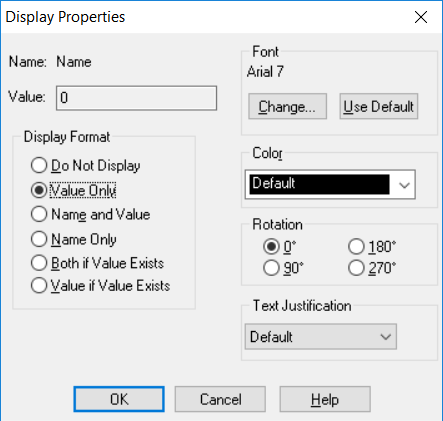 Display Properties
Name: Name
Value: 0
Display Format
Do Not Display
Value Only
Name and Value
Name Only
Both if Value Exists
Value if Value Exists
Font
Arial 7
Change... Use Default
Color
Default
Rotation
0° 180°
90° 270°
Text Justification
Default
OK Cancel Help